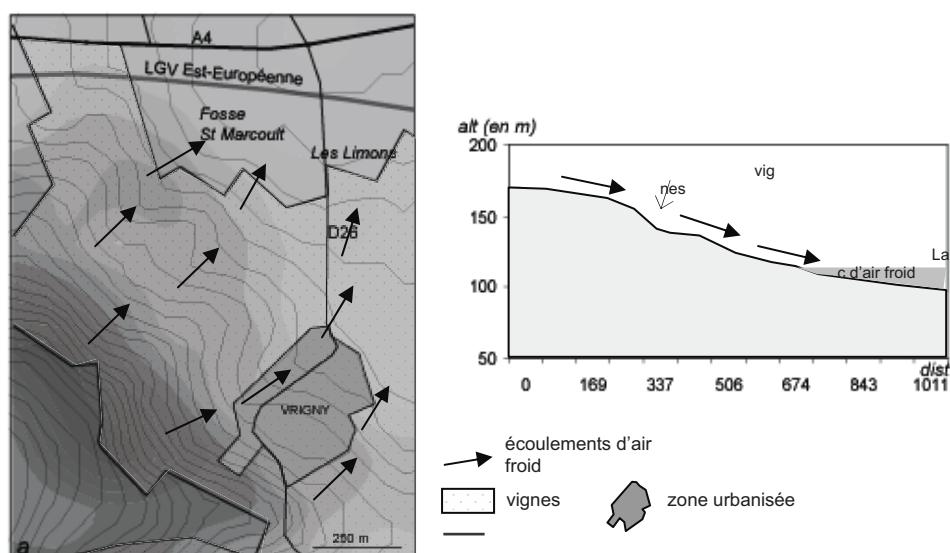 A4
LGV Est-Européenne
Fosse
St Marcoult
Les Limons
D26
VRIGNY
a
250 m
alt (en m)
200
150
100
50
vig
nes
La
c d'air froid
dist
0 169 337 506 674 843 1011
écoulements d'air
froid
vignes
zone urbanisée